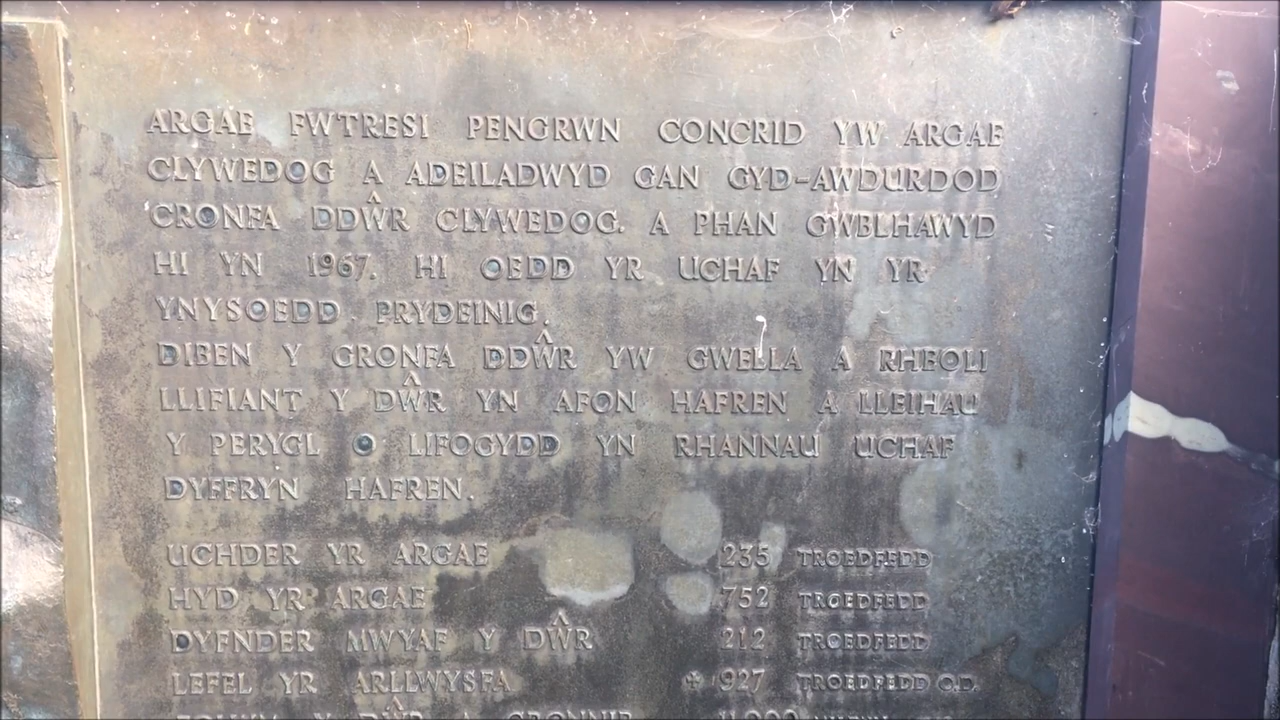 ARGAE FWTRESI PENGRWN CONCRID YW ARGAE
CLYWEDOG A ADEILADWYD GAN GYD-AWDURDOD
CRONFA DDŴR CLYWEDOG. A PHAN GWBLHAWYD
HI YN 1967, HI OEDD YR UCHAF YN YR
YNYSOEDD PRYDEINIG.
DIBEN Y GRONFA DDŴR YW GWELLA A RHEOLI
LLIFIANT Y DŴR YN AFON HAFREN A LLEIHAU
Y PERYGL O LIFOGYDD YN RHANNAU UCHAF
DYFFRYN HAFREN.
UCHDER YR ARGAE 235 TROEDFEDD
HYD YR ARGAE 752 TROEDFEDD
DYFNDER MWYAF Y DŴR 212 TROEDFEDD
LEFEL YR ARLLWYSFA + 927 TROEDFEDD O.D.
Y DŴR A GRONNIR